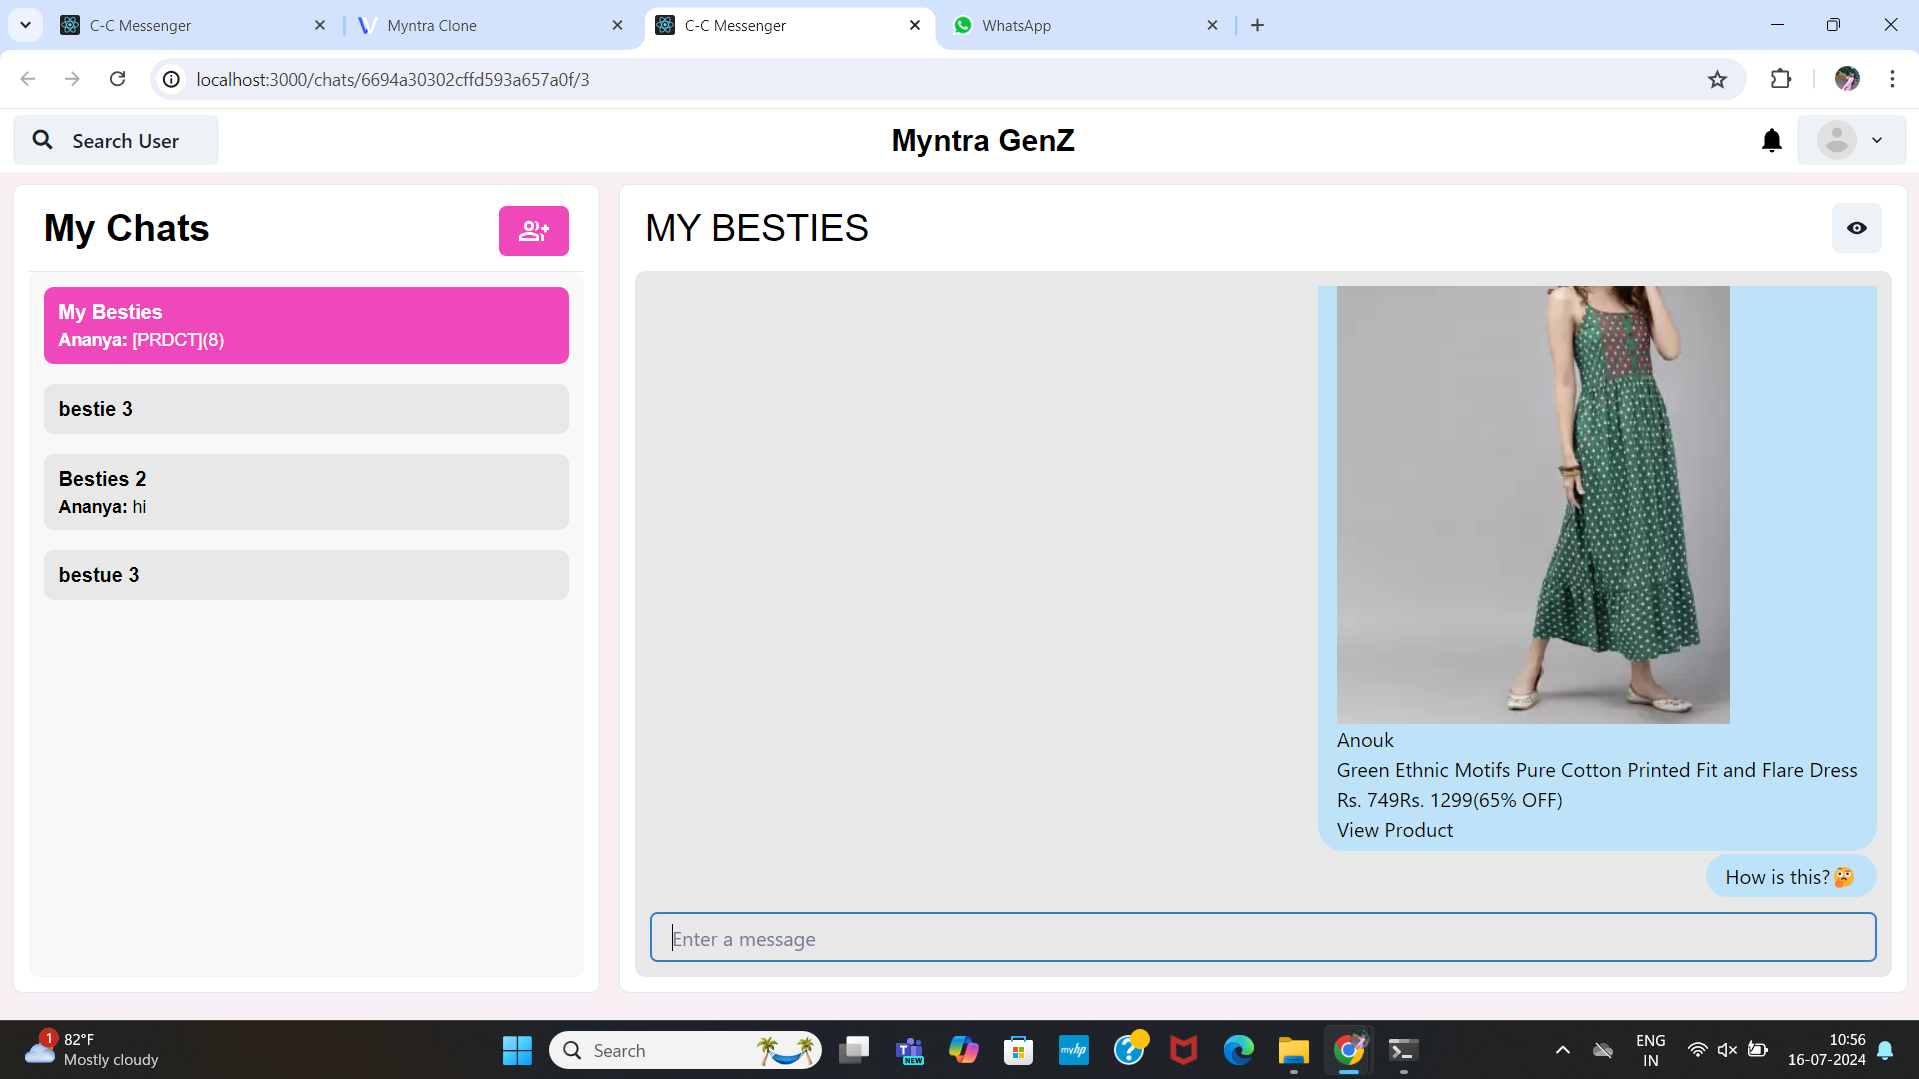 C-C Messenger
Myntra Clone
C-C Messenger
WhatsApp
localhost:3000/chats/6694a30302cffd593a657a0f/3
Search User
Myntra GenZ
My Chats
My Besties
Ananya: [PRDCT](8)
bestie 3
Besties 2
Ananya: hi
bestue 3
MY BESTIES
Anouk
Green Ethnic Motifs Pure Cotton Printed Fit and Flare Dress
Rs. 749Rs. 1299(65% OFF)
View Product
How is this?🤔
Enter a message
1
82°F
Mostly cloudy
Search
NEW
myhp
ENG
IN
10:56
16-07-2024